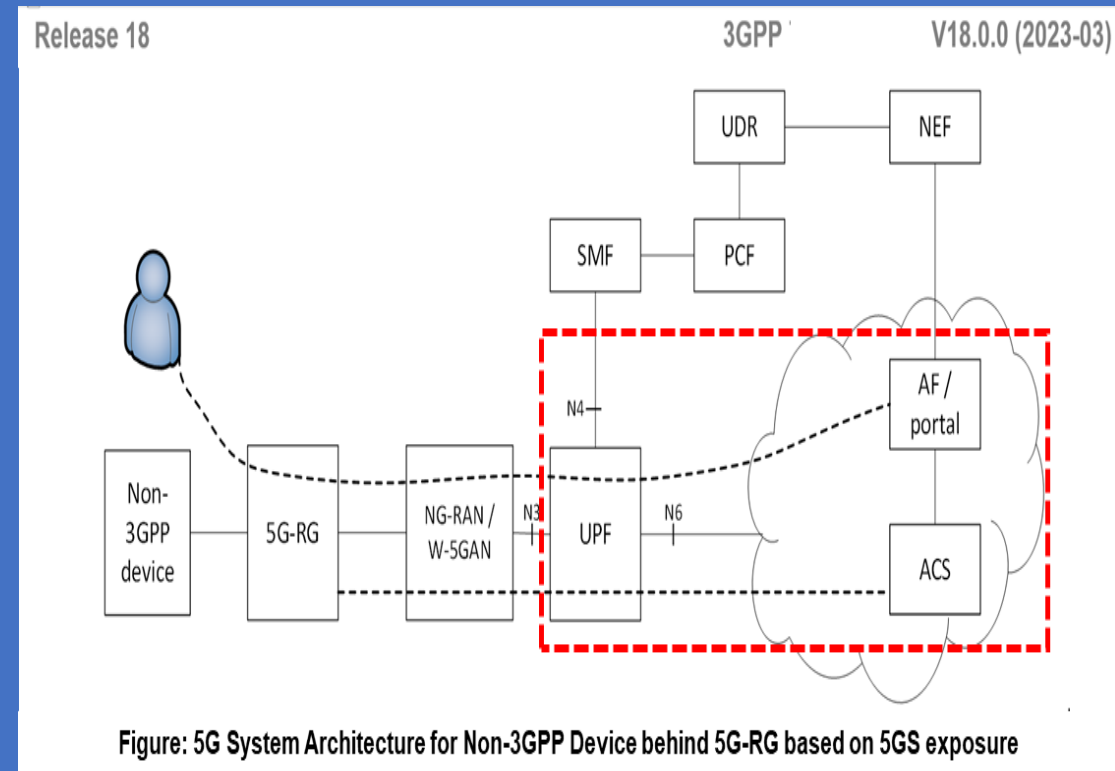 Release 18
3GPP
V18.0.0 (2023-03)
UDR
NEF
SMF
PCF
AF /
portal
N4
Non-
3GPP
device
5G-RG
NG-RAN /
W-5GAN
N3
UPF
N6
ACS
Figure: 5G System Architecture for Non-3GPP Device behind 5G-RG based on 5GS exposure